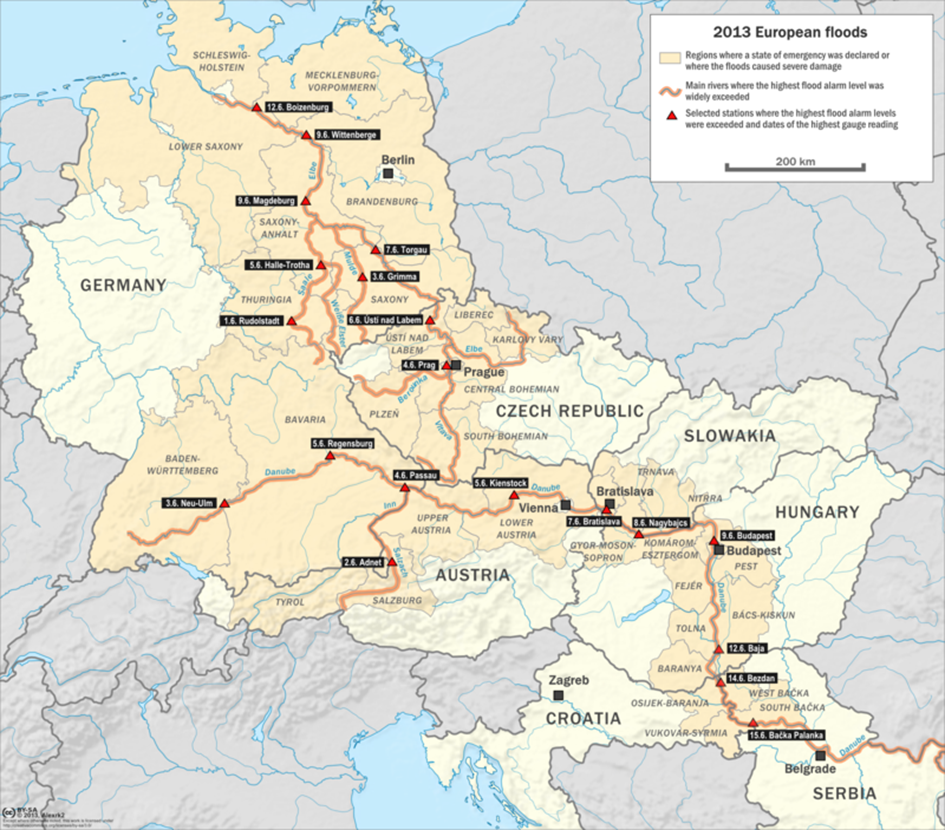 2013 European floods
Regions where a state of emergency was declared or
where the floods caused severe damage
Main rivers where the highest flood alarm level was
widely exceeded
Selected stations where the highest flood alarm levels
were exceeded and dates of the highest gauge reading
200 km
SCHLESWIG-
HOLSTEIN
MECKLENBURG-
VORPOMMERN
12.6. Boizenburg
9.6. Wittenberge
LOWER SAXONY
Berlin
Elbe
9.6. Magdeburg
BRANDENBURG
SAXONY-
ANHALT
7.6. Torgau
5.6. Halle-Trotha
Mulde
3.6. Grimma
GERMANY
Saale
THURINGIA
SAXONY
Weiße Elster
1.6. Rudolstadt
6.6. Ústí nad Labem
LIBEREC
ÚSTÍ NAD
LABEM
KARLOVY VARY
Elbe
4.6. Prag
Prague
Berounka
CENTRAL BOHEMIAN
PLZEŇ
CZECH REPUBLIC
BAVARIA
Vltava
SOUTH BOHEMIAN
SLOWAKIA
5.6. Regensburg
BADEN-
WÜRTTEMBERG
Danube
4.6. Passau
5.6. Kienstock
Danube
TRNAVA
NITRRA
Bratislava
3.6. Neu-Ulm
Inn
Vienna
HUNGARY
UPPER
AUSTRIA
LOWER
AUSTRIA
7.6. Bratislava
8.6. Nagybajcs
9.6. Budapest
Budapest
GYOR-MOSON-
SOPRON
KOMÁROM-
ESZTERGOM
PEST
2.6. Adnet
Salzach
AUSTRIA
FEJÉR
Danube
TYROL
SALZBURG
BÁCS-KISKUN
TOLNA
12.6. Baja
BARANYA
14.6. Bezdan
Zagreb
WEST BAČKA
OSIJEK-BARANJA
SOUTH BAČKA
CROATIA
VUKOVAR-SYRMIA
15.6. Bačka Palanka
Danube
Belgrade
SERBIA
cc BY-SA